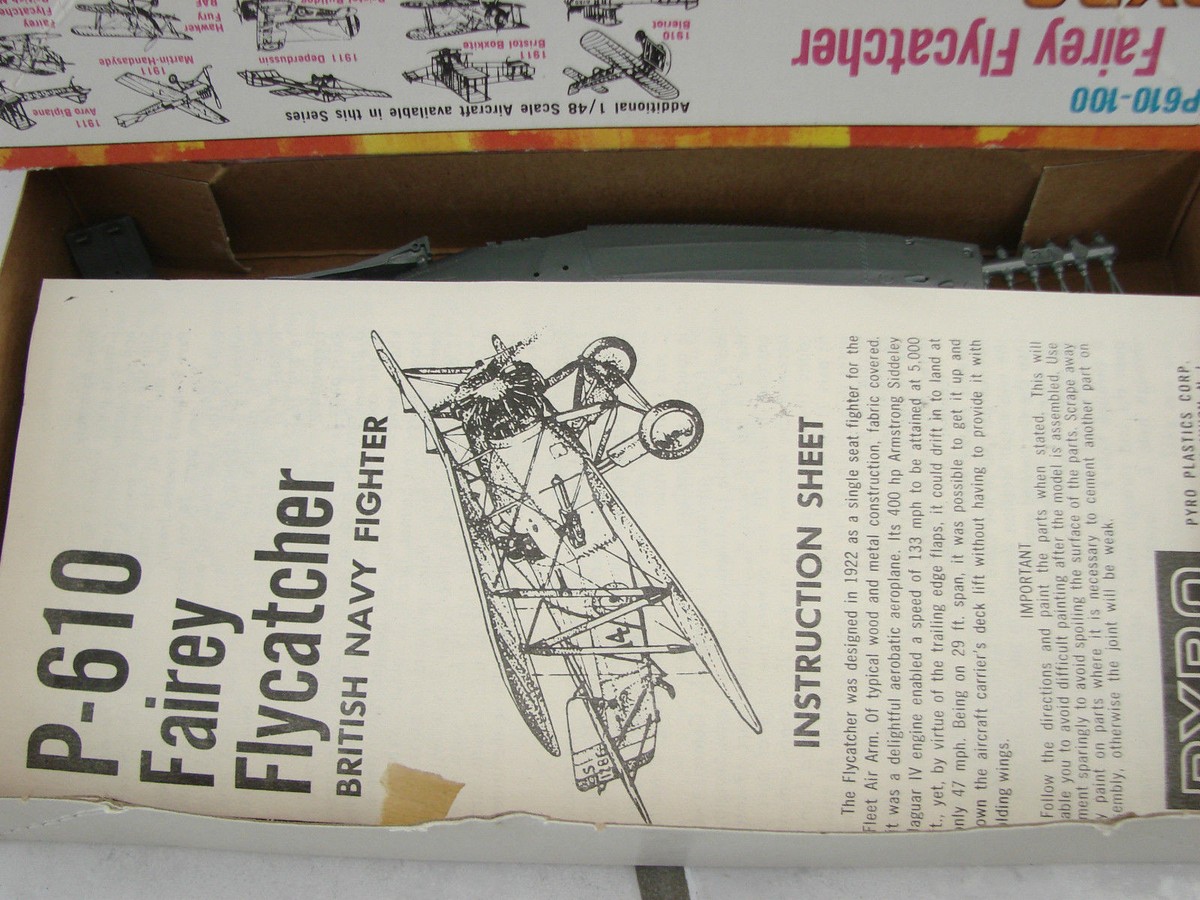 P610-100
Fairey Flycatcher
Additional 1/48 Scale Aircraft available in this Series
1910
Bleriot
1911
Bristol Boxkite
1911 Deperdussin
1911
Martin-Handasyde
1911
Avro Biplane
Hawker
Fury
RAF
Fairey
P-610
Fairey
Flycatcher
BRITISH NAVY FIGHTER
INSTRUCTION SHEET
The Flycatcher was designed in 1922 as a single seat fighter for the
Fleet Air Arm. Of typical wood and metal construction, fabric covered.
t was a delightful aerobatic aeroplane. Its 400 hp Armstrong Siddeley
aguar IV engine enabled a speed of 133 mph to be attained at 5,000
t., yet, by virtue of the trailing edge flaps, it could drift in to land at
nly 47 mph. Being on 29 ft. span, it was possible to get it up and
own the aircraft carrier's deck lift without having to provide it with
lding wings.
IMPORTANT
Follow the directions and paint the parts when stated. This will
able you to avoid difficult painting after the model is assembled. Use
ment sparingly to avoid spoiling the surface of the parts. Scrape away
y paint on parts where it is necessary to cement another part on
embly, otherwise the joint will be weak.
PYRO
PYRO PLASTICS CORP.